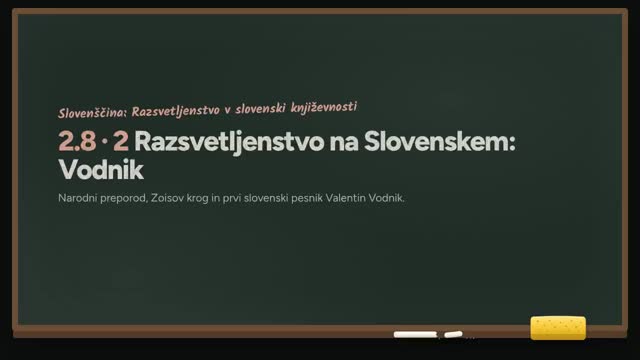 Slovenščina: Razsvetljenstvo v slovenski književnosti
2.8 · 2 Razsvetljenstvo na Slovenskem:
Vodnik
Narodni preporod, Zoisov krog in prvi slovenski pesnik Valentin Vodnik.